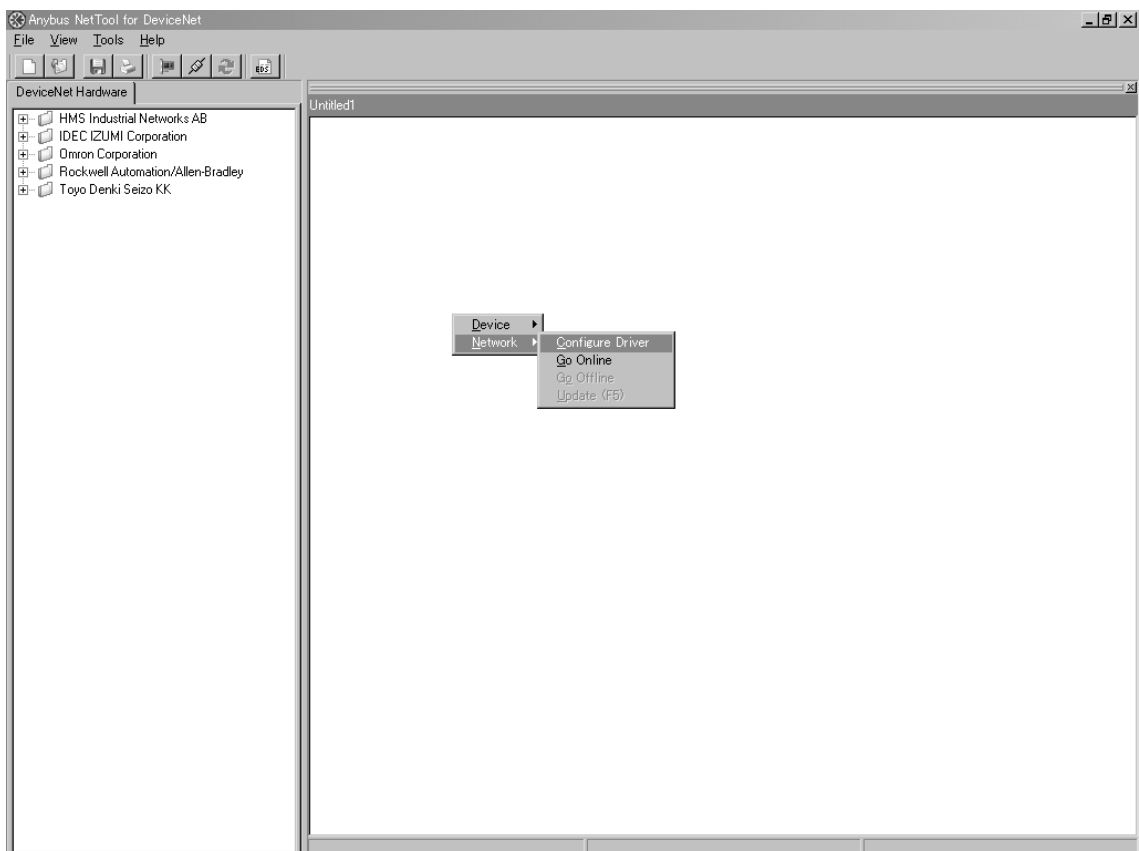 Anybus NetTool for DeviceNet
File View Tools Help
EDS
DeviceNet Hardware
Untitled1
HMS Industrial Networks AB
IDEC IZUMI Corporation
Omron Corporation
Rockwell Automation/Allen-Bradley
Toyo Denki Seizo KK
Device
Network
Configure Driver
Go Online
Go Offline
Update (F5)